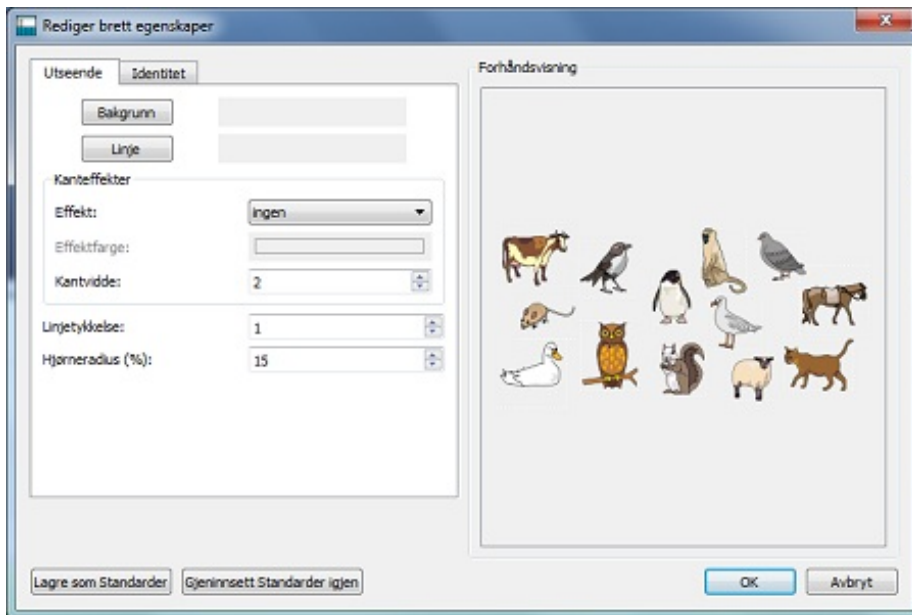 Rediger brett egenskaper
Utseende
Identitet
Forhåndsvisning
Bakgrunn
Linje
Kanteffekter
Effekt:
ingen
Effektfarge:
Kantvidde:
2
Linjetykkelse:
1
Hjørneradius (%):
15
Lagre som Standarder
Gjeninnsett Standarder igjen
OK
Avbryt